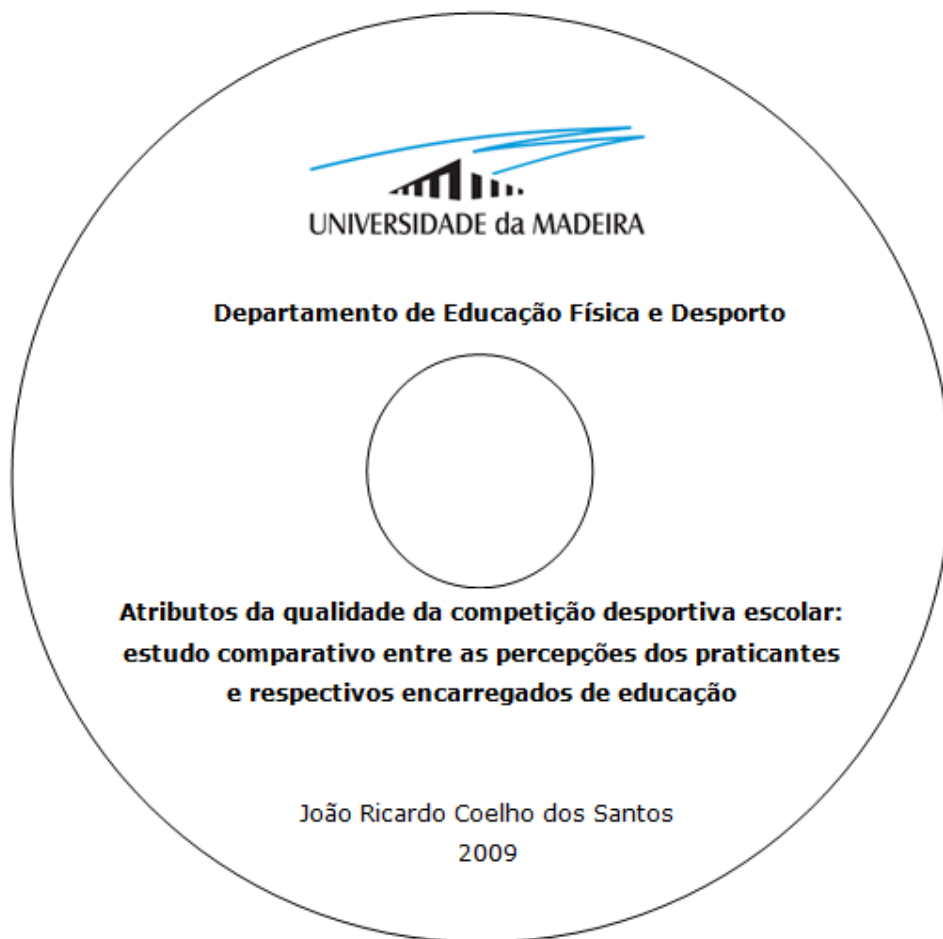 UNIVERSIDADE da MADEIRA
Departamento de Educação Física e Desporto
Atributos da qualidade da competição desportiva escolar:
estudo comparativo entre as percepções dos praticantes
e respectivos encarregados de educação
João Ricardo Coelho dos Santos
2009